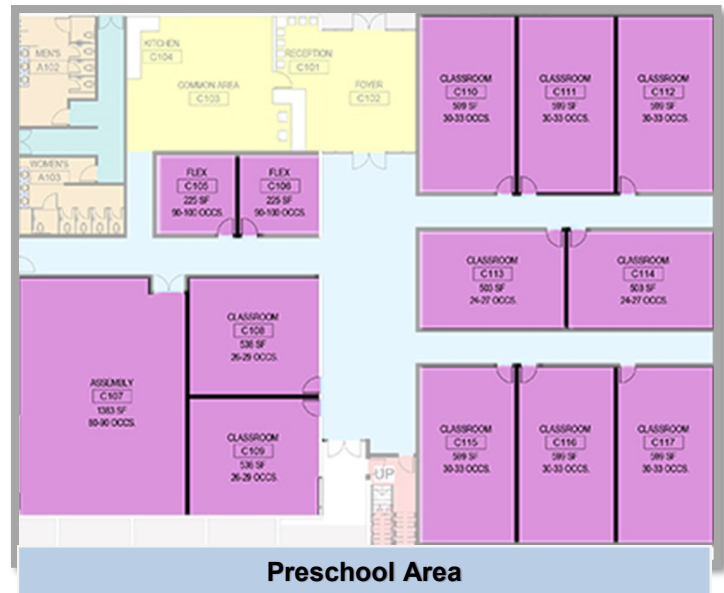 MEN'S
A102
KITCHEN
C104
RECEPTION
C101
COMMON AREA
C103
FOYER
C102
CLASSROOM
C110
599 SF
30-33 OCCS.
CLASSROOM
C111
599 SF
30-33 OCCS.
CLASSROOM
C112
599 SF
30-33 OCCS.
WOMEN'S
A103
FLEX
C105
225 SF
90-100 OCCS.
FLEX
C106
225 SF
90-100 OCCS.
CLASSROOM
C113
503 SF
24-27 OCCS.
CLASSROOM
C114
503 SF
24-27 OCCS.
CLASSROOM
C108
536 SF
26-29 OCCS.
ASSEMBLY
C107
1383 SF
80-90 OCCS.
CLASSROOM
C109
536 SF
26-29 OCCS.
CLASSROOM
C115
599 SF
30-33 OCCS.
CLASSROOM
C116
599 SF
30-33 OCCS.
CLASSROOM
C117
599 SF
30-33 OCCS.
UP
Preschool Area